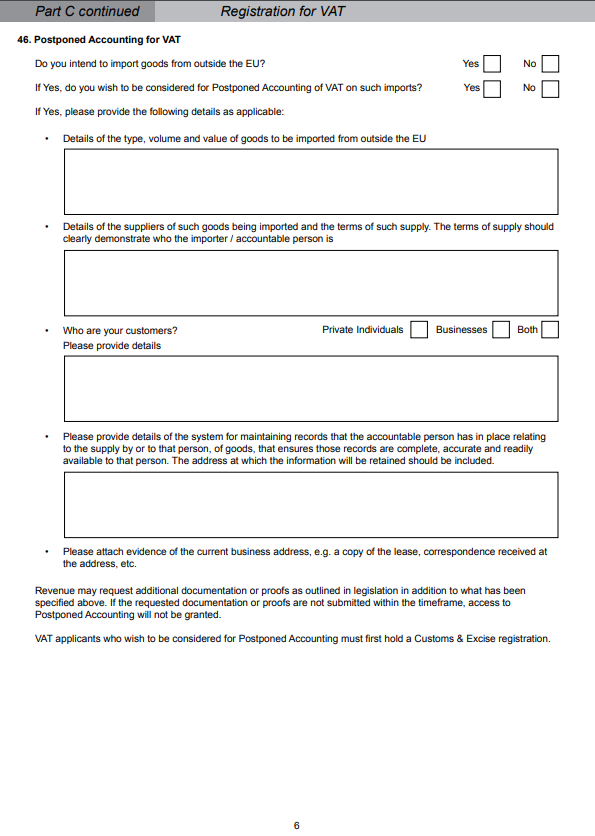 Part C continued Registration for VAT
46. Postponed Accounting for VAT
Do you intend to import goods from outside the EU? Yes No
If Yes, do you wish to be considered for Postponed Accounting of VAT on such imports? Yes No
If Yes, please provide the following details as applicable:
• Details of the type, volume and value of goods to be imported from outside the EU
• Details of the suppliers of such goods being imported and the terms of such supply. The terms of supply should
clearly demonstrate who the importer / accountable person is
• Who are your customers? Private Individuals Businesses Both
Please provide details
• Please provide details of the system for maintaining records that the accountable person has in place relating
to the supply by or to that person, of goods, that ensures those records are complete, accurate and readily
available to that person. The address at which the information will be retained should be included.
• Please attach evidence of the current business address, e.g. a copy of the lease, correspondence received at
the address, etc.
Revenue may request additional documentation or proofs as outlined in legislation in addition to what has been
specified above. If the requested documentation or proofs are not submitted within the timeframe, access to
Postponed Accounting will not be granted.
VAT applicants who wish to be considered for Postponed Accounting must first hold a Customs & Excise registration.
6